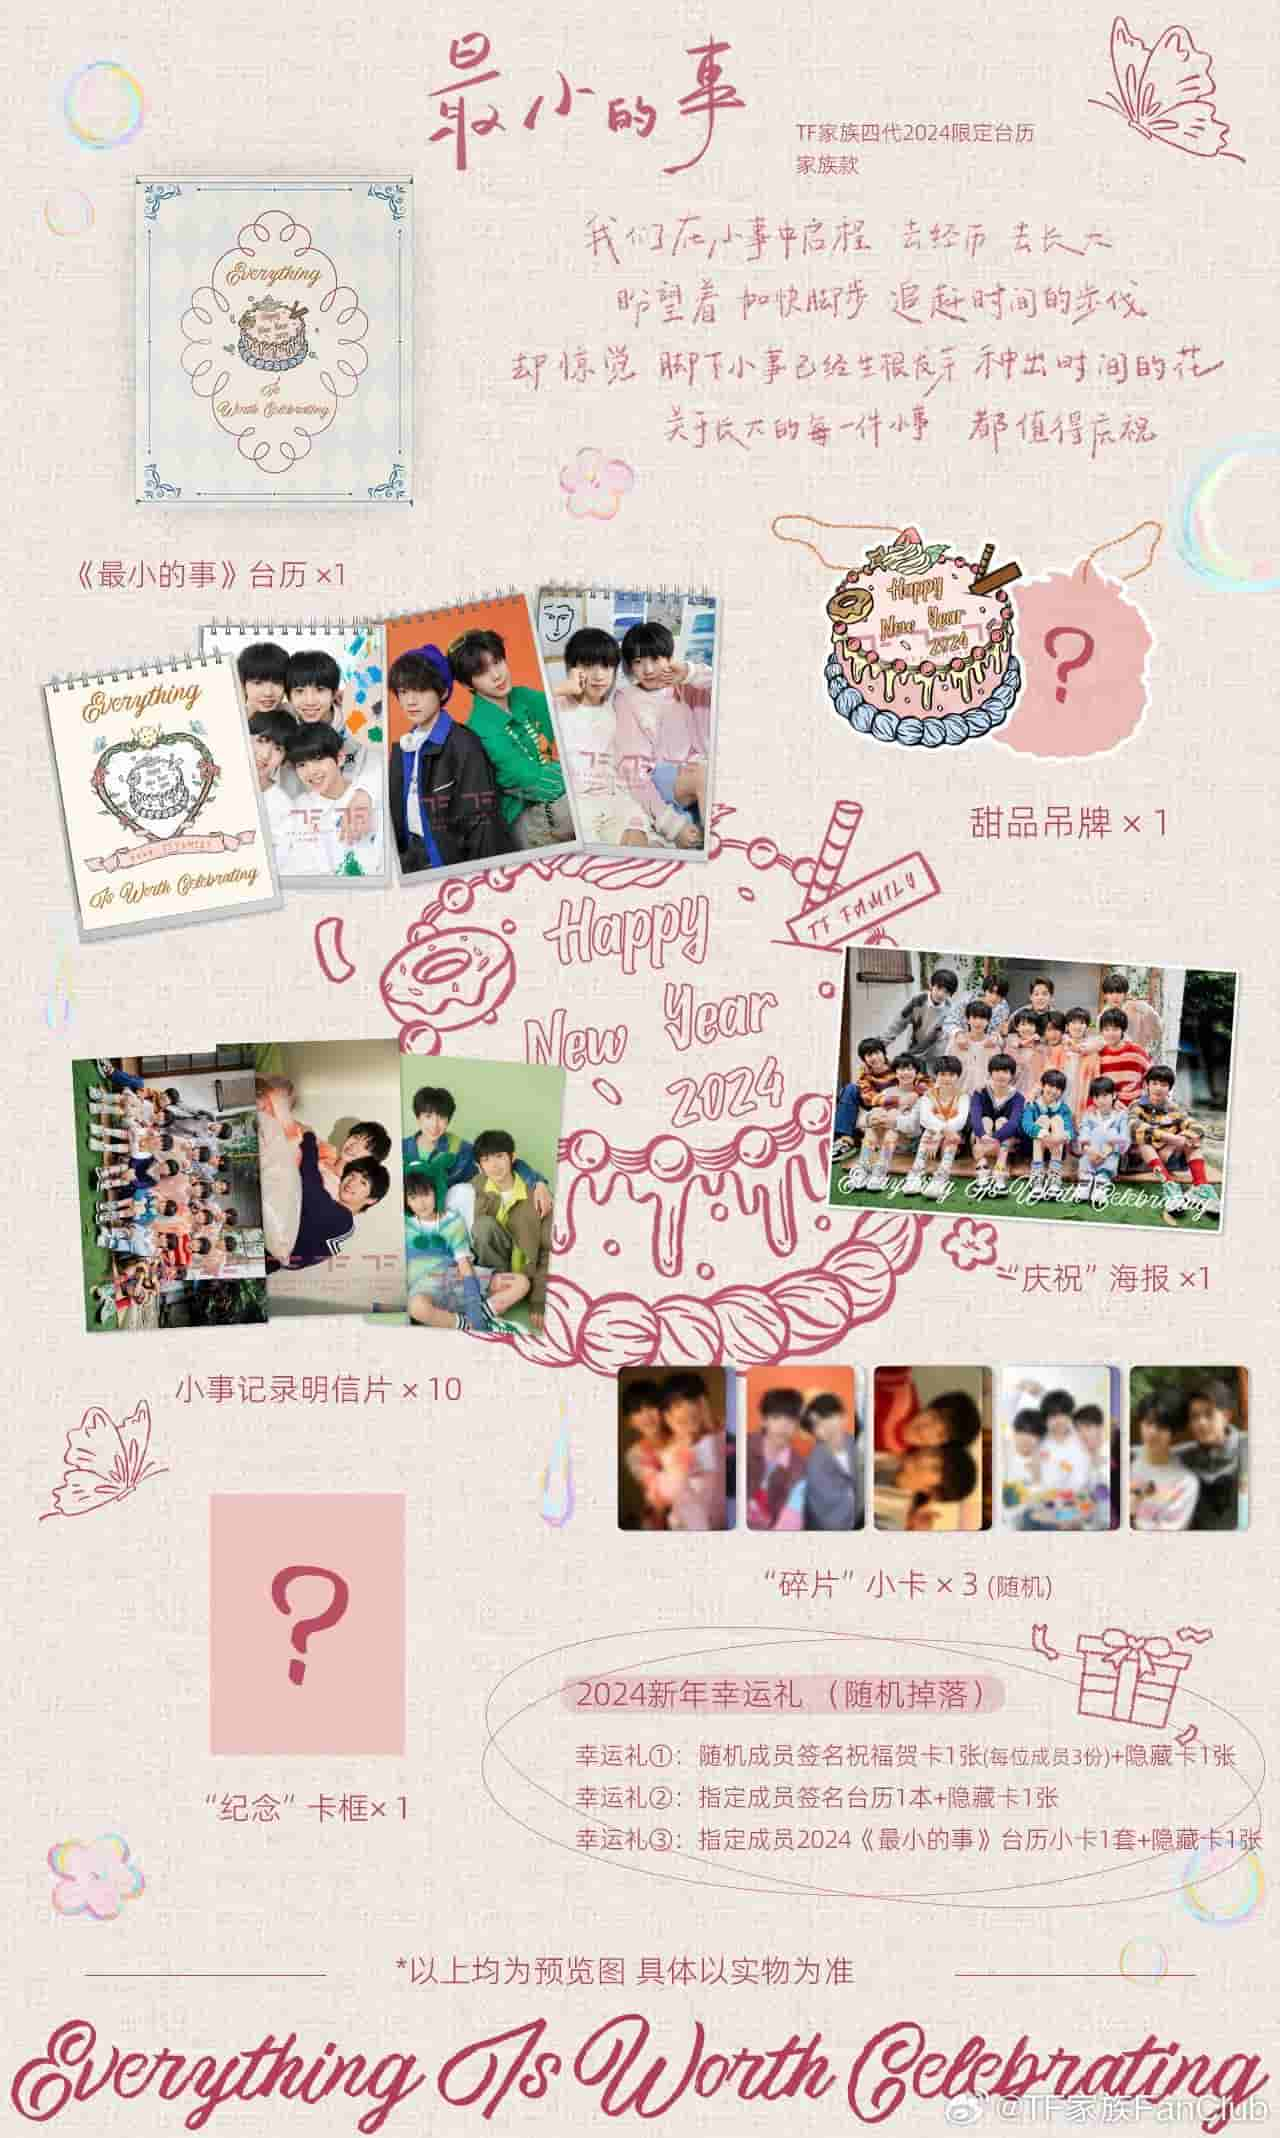 最小的事
TF家族四代2024限定台历
家族款
我们在小事中启程 去经历 去长大
盼望着 加快脚步 追赶时间的步伐
却惊觉 脚下小事已经生根发芽 种出时间的花
关于长大的每一件小事 都值得庆祝
Everything
Happy
New Year
2024
Is
Worth Celebrating
《最小的事》台历 ×1
Everything
Is Worth Celebrating
Happy
New Year
2024
?
甜品吊牌 × 1
Happy
New Year
2024
TF FAMILY
Everything Is Worth Celebrating
“庆祝”海报 ×1
小事记录明信片 × 10
“碎片”小卡 × 3 (随机)
?
“纪念”卡框× 1
2024新年幸运礼 （随机掉落）
幸运礼①：随机成员签名祝福贺卡1张(每位成员3份)+隐藏卡1张
幸运礼②：指定成员签名台历1本+隐藏卡1张
幸运礼③：指定成员2024《最小的事》台历小卡1套+隐藏卡1张
*以上均为预览图 具体以实物为准
Everything Is Worth Celebrating
@TF家族FanClub